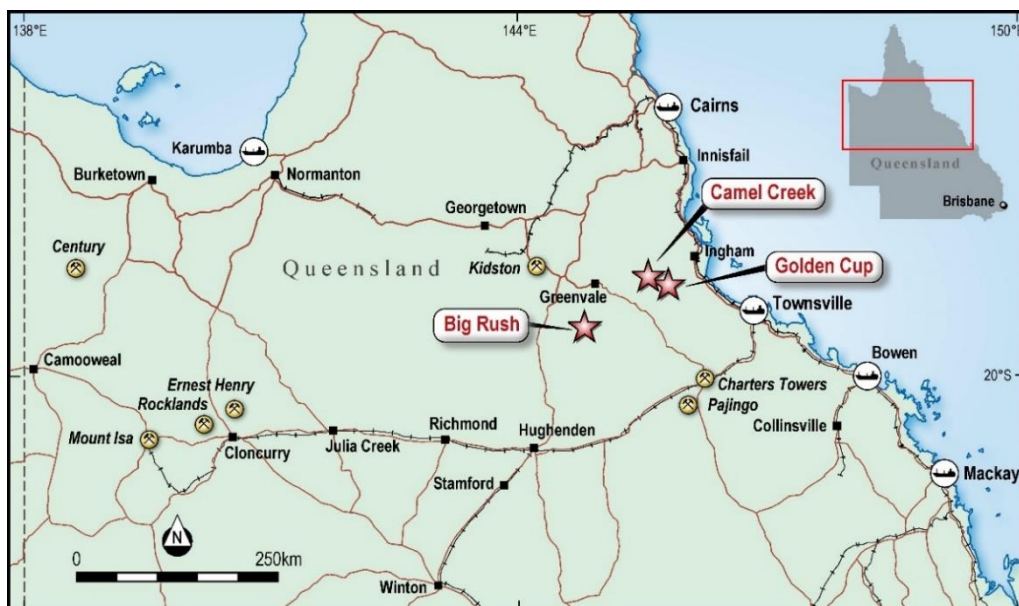 138°E
144°E
150°E
Cairns
Karumba
Innisfail
Burketown
Normanton
Camel Creek
Queensland
Brisbane
Georgetown
Century
Queensland
Kidston
Ingham
Golden Cup
Greenvale
Townsville
Big Rush
Bowen
Camooweal
20°S
Ernest Henry
Charters Towers
Rocklands
Pajingo
Mount Isa
Richmond
Hughenden
Collinsville
Cloncurry
Julia Creek
Stamford
Mackay
N
0
250km
Winton